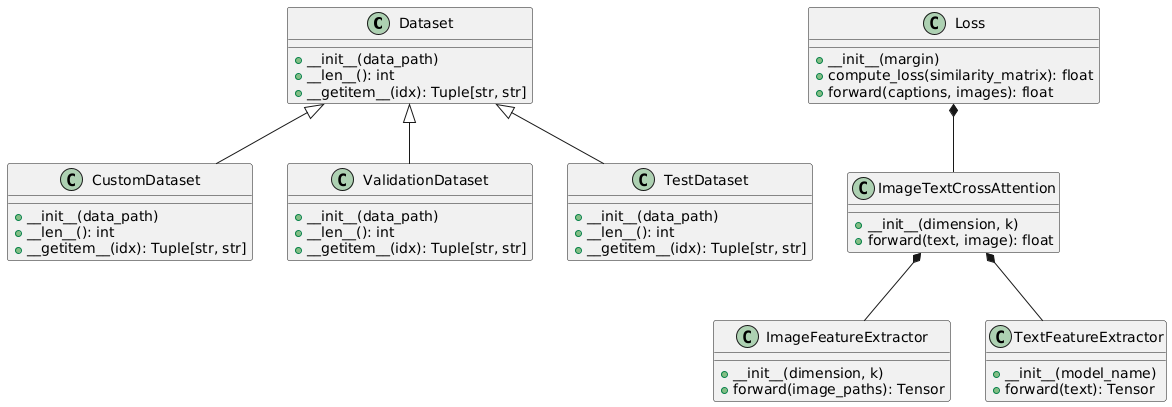 C Dataset
__init__(data_path)
__len__(): int
__getitem__(idx): Tuple[str, str]
C Loss
__init__(margin)
compute_loss(similarity_matrix): float
forward(captions, images): float
C CustomDataset
__init__(data_path)
__len__(): int
__getitem__(idx): Tuple[str, str]
C ValidationDataset
__init__(data_path)
__len__(): int
__getitem__(idx): Tuple[str, str]
C TestDataset
__init__(data_path)
__len__(): int
__getitem__(idx): Tuple[str, str]
C ImageTextCrossAttention
__init__(dimension, k)
forward(text, image): float
C ImageFeatureExtractor
__init__(dimension, k)
forward(image_paths): Tensor
C TextFeatureExtractor
__init__(model_name)
forward(text): Tensor